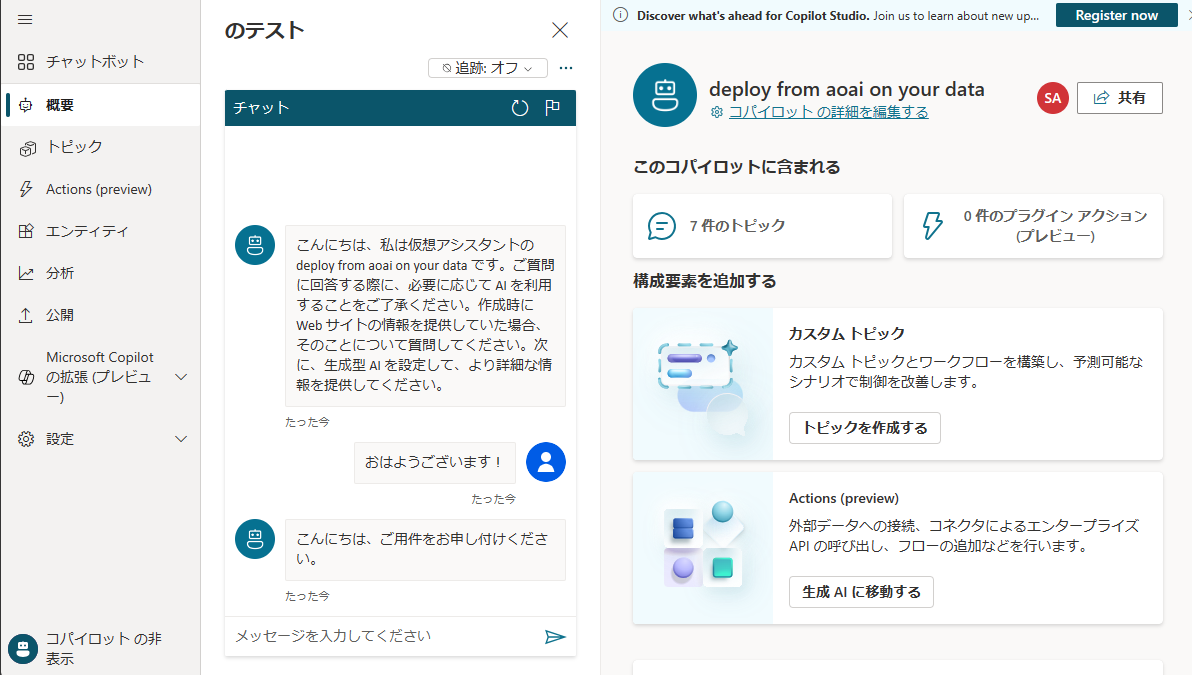 チャットボット
概要
トピック
Actions (preview)
エンティティ
分析
公開
Microsoft Copilot
の拡張 (プレビュ
ー)
設定
コパイロット の非
表示
のテスト
追跡: オフ
チャット
こんにちは、私は仮想アシスタントの
deploy from aoai on your data です。ご質問
に回答する際に、必要に応じて AI を利用
することをご了承ください。作成時に
Web サイトの情報を提供していた場合、
そのことについて質問してください。次
に、生成型 AI を設定して、より詳細な情
報を提供してください。
たった今
おはようございます！
たった今
こんにちは、ご用件をお申し付けくださ
い。
たった今
メッセージを入力してください
Discover what's ahead for Copilot Studio. Join us to learn about new up...
Register now
deploy from aoai on your data
コパイロット の詳細を編集する
SA
共有
このコパイロットに含まれる
7 件のトピック
0 件のプラグイン アクション
(プレビュー)
構成要素を追加する
カスタム トピック
カスタム トピックとワークフローを構築し、予測可能な
シナリオで制御を改善します。
トピックを作成する
Actions (preview)
外部データへの接続、コネクタによるエンタープライズ
API の呼び出し、フローの追加などを行います。
生成 AI に移動する